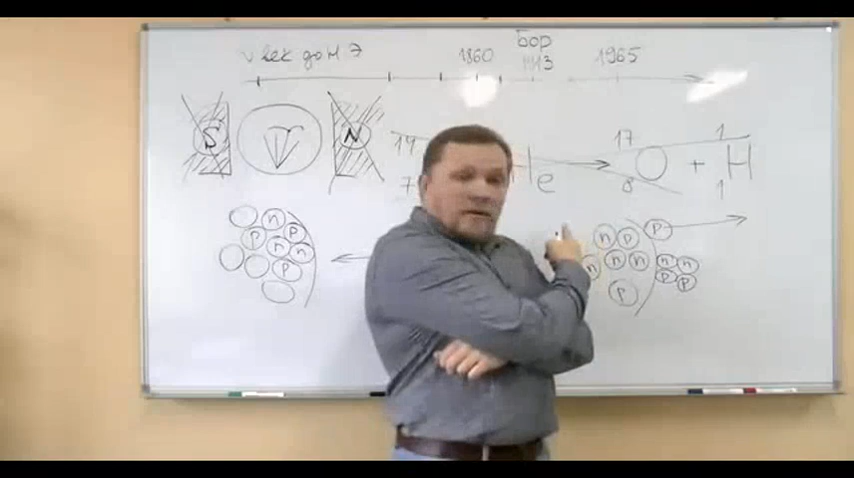 V век до н э 1860 Бор 1913 1965
S N
14 7 He → 17 8 O + 1 1 H
n p n n p
n p p n n n n n p p p